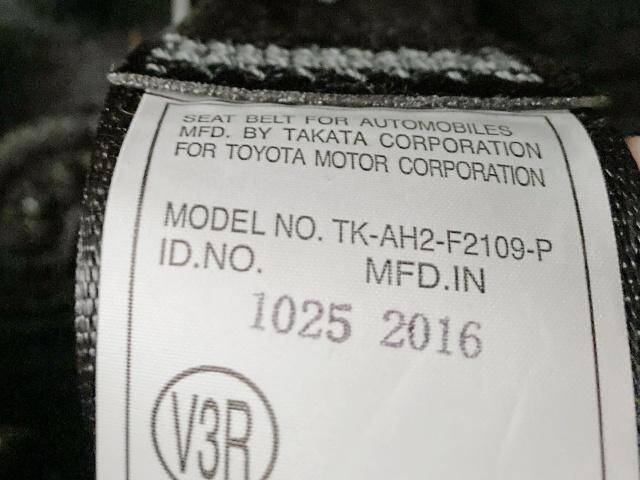 SEAT BELT FOR AUTOMOBILES
MFD. BY TAKATA CORPORATION
FOR TOYOTA MOTOR CORPORATION
MODEL NO. TK-AH2-F2109-P
ID.NO. MFD.IN
1025 2016
V3R